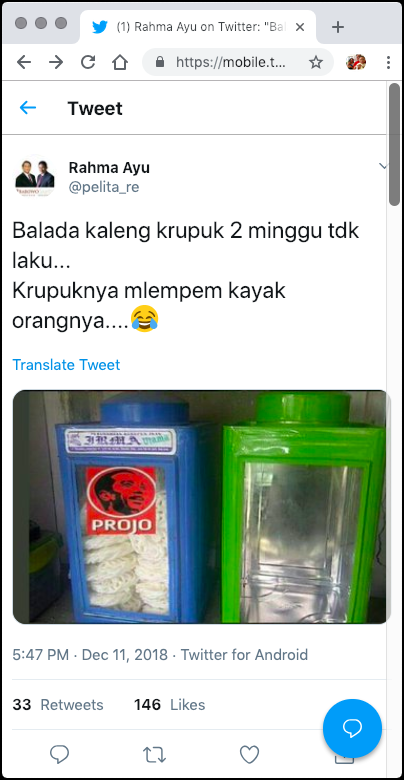 (1) Rahma Ayu on Twitter: "Bal
https://mobile.t...
Tweet
Rahma Ayu
@pelita_re
Balada kaleng krupuk 2 minggu tdk
laku...
Krupuknya mlempem kayak
orangnya....😂
Translate Tweet
IRMA
PROJO
5:47 PM · Dec 11, 2018 · Twitter for Android
33 Retweets 146 Likes